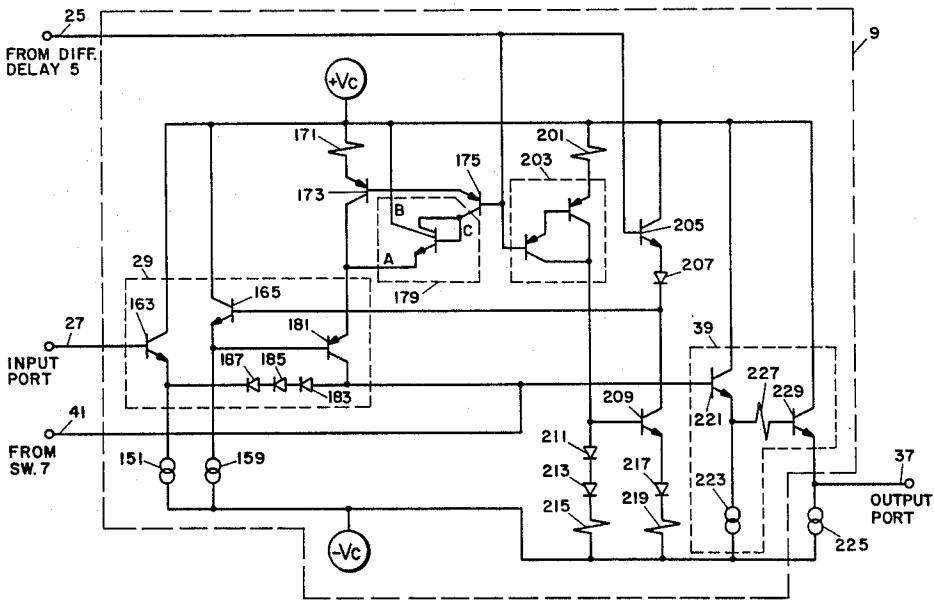 25
9
FROM DIFF.
DELAY 5
+Vc
171
175
201
203
173
B
C
205
A
207
29
179
163
165
181
39
27
187
185
227
INPUT
PORT
183
209
221
229
41
211
FROM
SW. 7
151
159
213
217
223
37
215
219
OUTPUT
PORT
-Vc
225